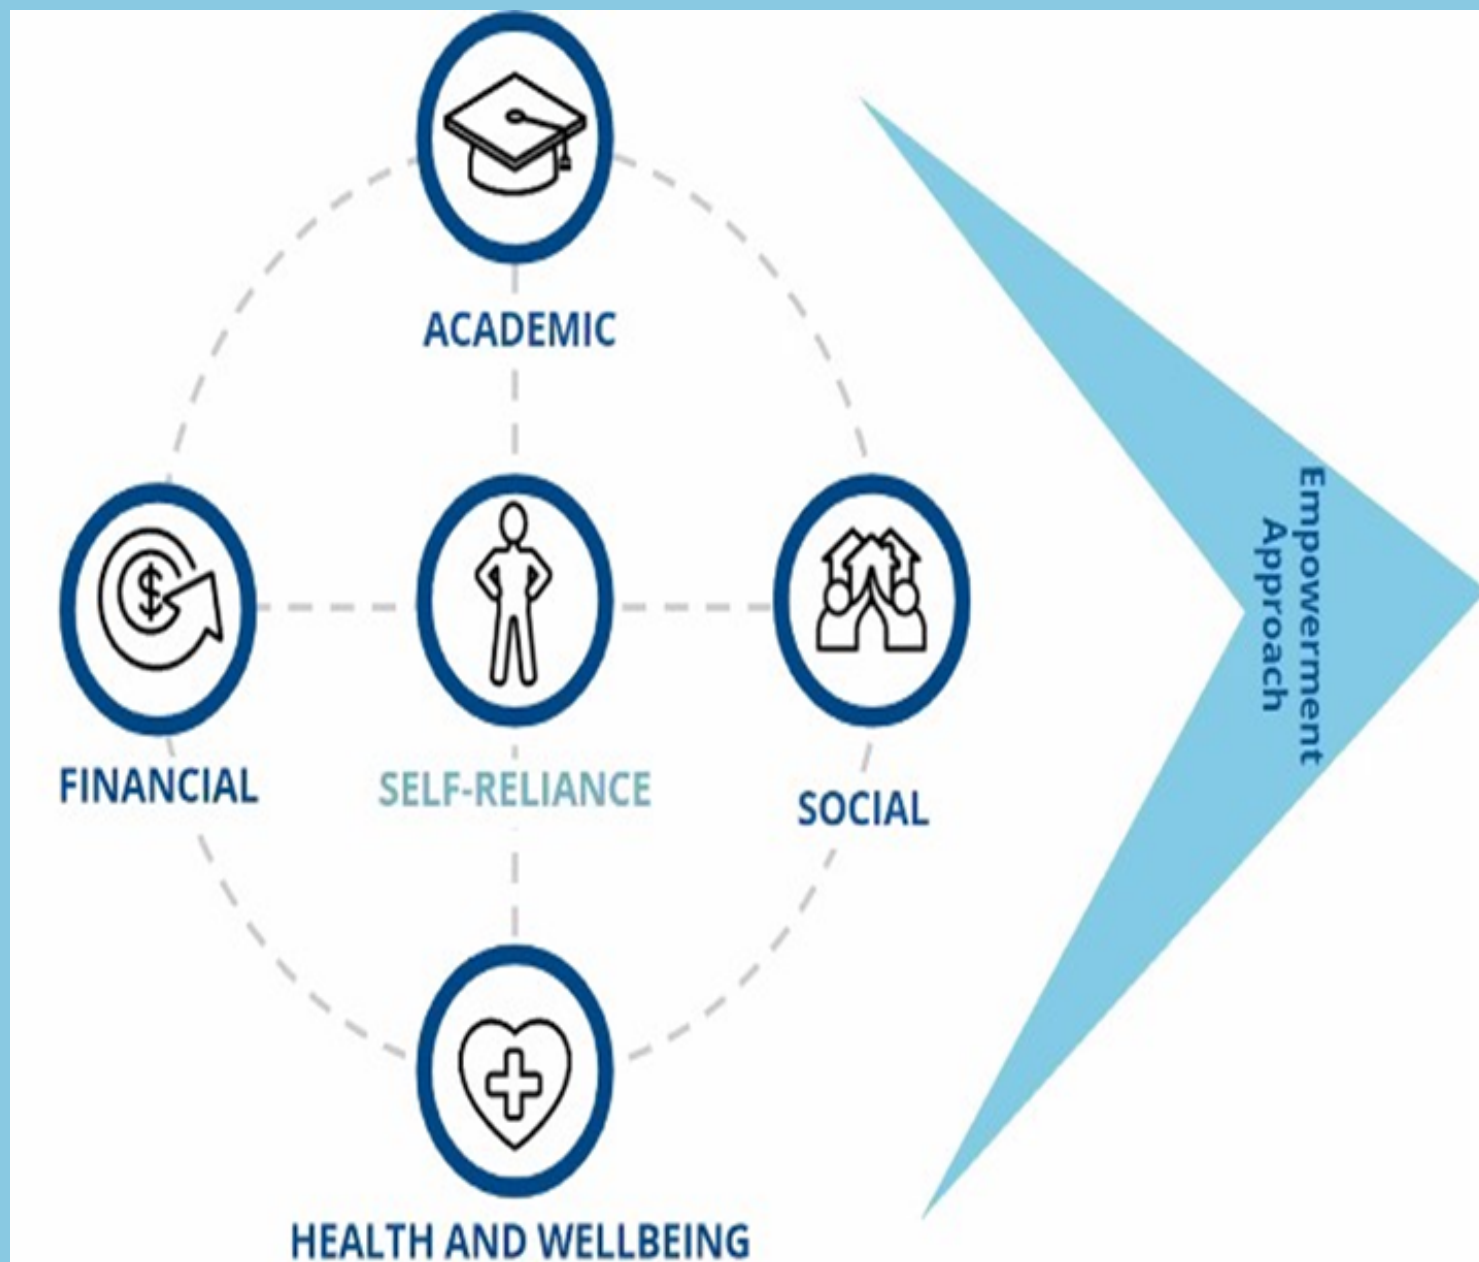 ACADEMIC
FINANCIAL
SELF-RELIANCE
SOCIAL
HEALTH AND WELLBEING
Empowerment
Approach
$